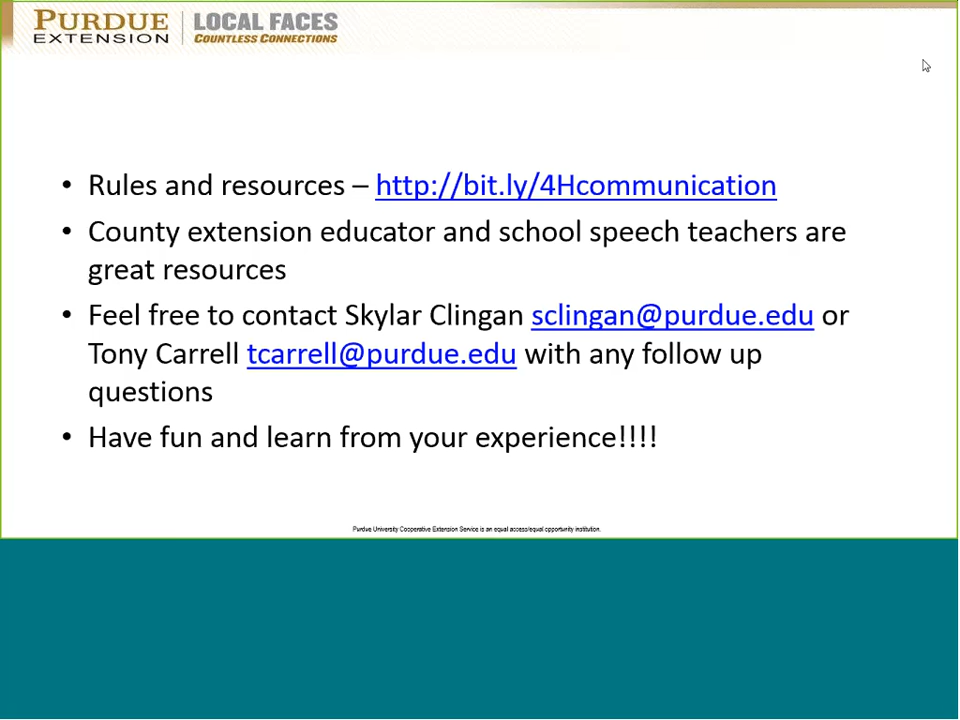 PURDUE EXTENSION | LOCAL FACES COUNTLESS CONNECTIONS
• Rules and resources – http://bit.ly/4Hcommunication
• County extension educator and school speech teachers are
great resources
• Feel free to contact Skylar Clingan sclingan@purdue.edu or
Tony Carrell tcarrell@purdue.edu with any follow up
questions
• Have fun and learn from your experience!!!!
Purdue University Cooperative Extension Service is an equal access/equal opportunity institution.